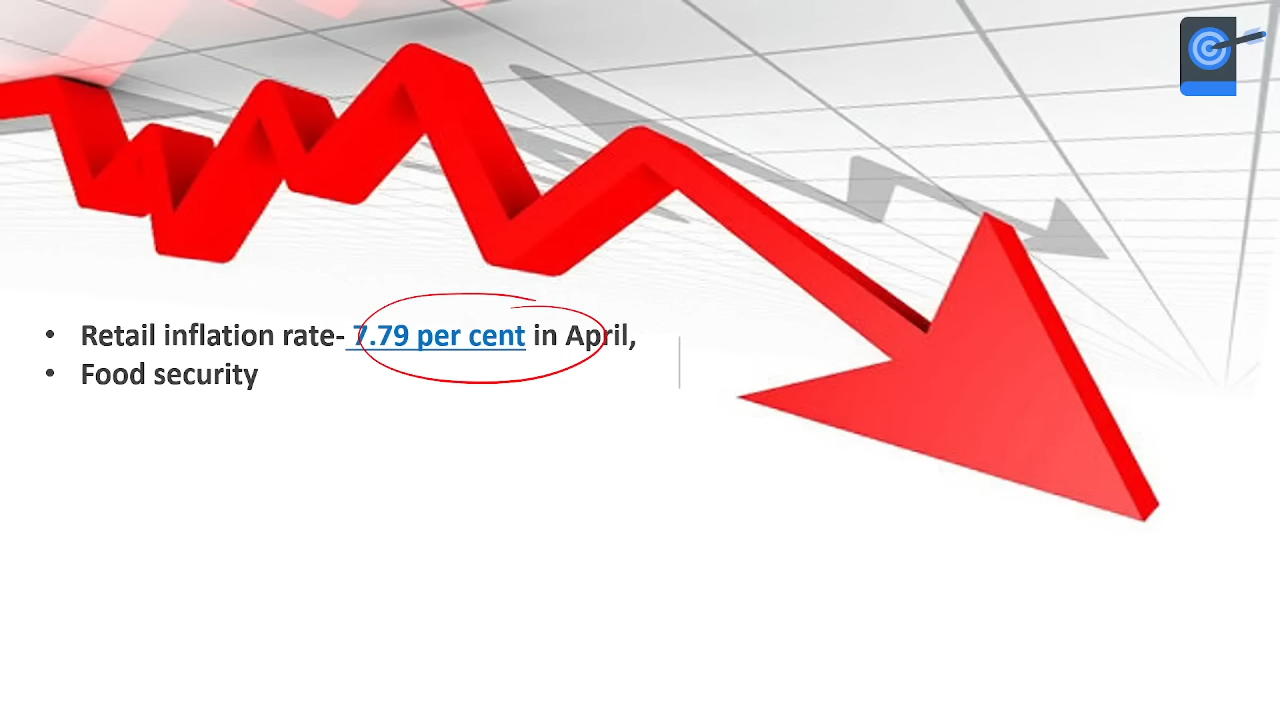 • Retail inflation rate- 7.79 per cent in April,
• Food security